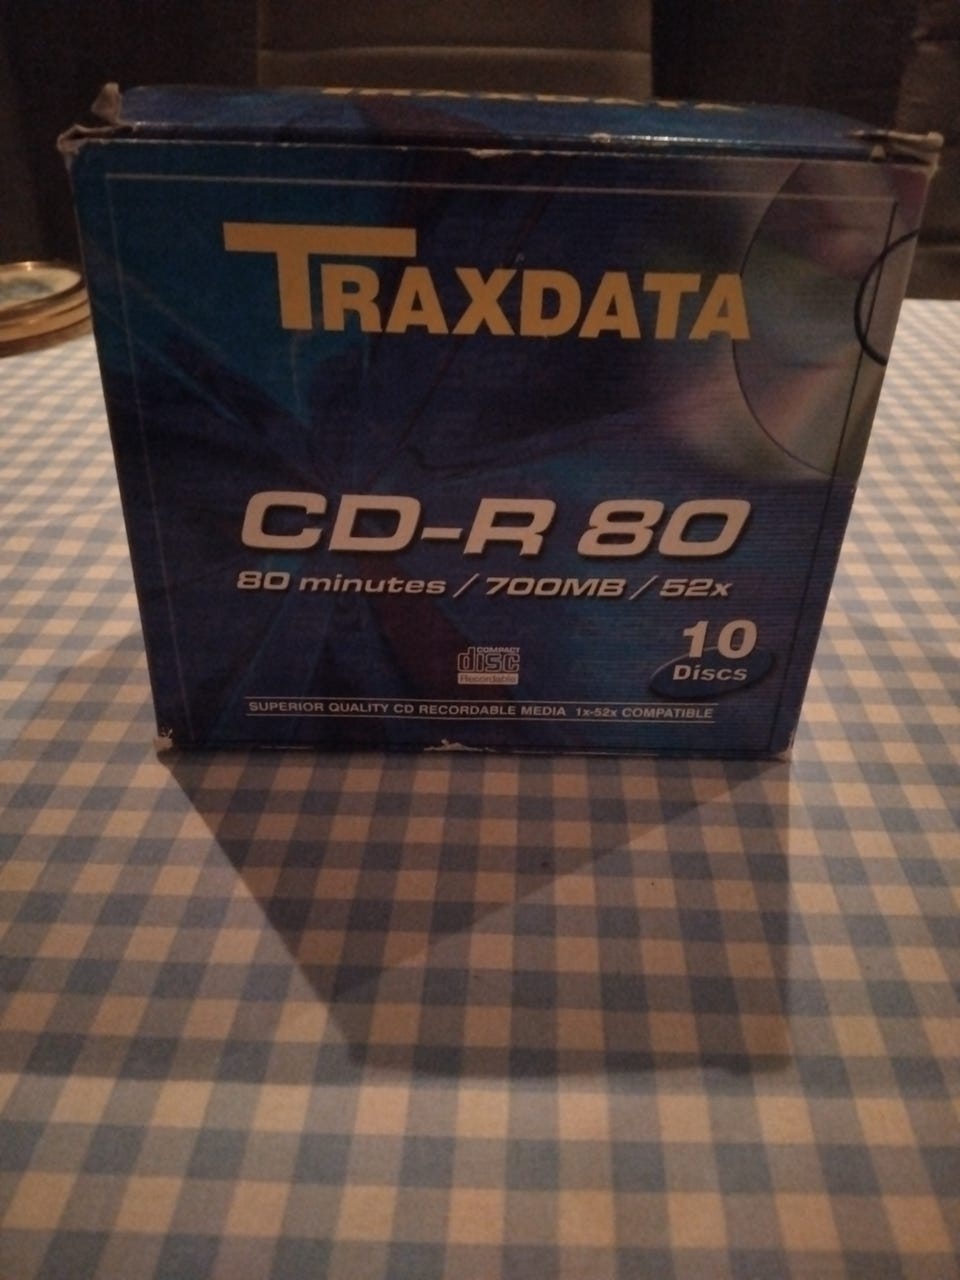 TRAXDATA
TRAXDATA
CD-R 80
80 minutes / 700MB / 52x
10
Discs
COMPACT
disc
Recordable
SUPERIOR QUALITY CD RECORDABLE MEDIA 1x-52x COMPATIBLE